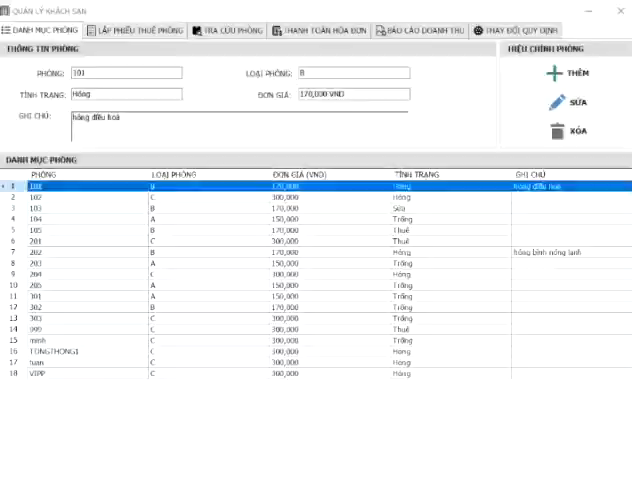 QUẢN LÝ KHÁCH SẠN
DANH MỤC PHÒNG LẬP PHIẾU THUÊ PHÒNG TRA CỨU PHÒNG THANH TOÁN HÓA ĐƠN BÁO CÁO DOANH THU THAY ĐỔI QUY ĐỊNH
THÔNG TIN PHÒNG HIỆU CHỈNH PHÒNG
PHÒNG: 101 LOẠI PHÒNG: B THÊM
TÌNH TRẠNG: Hỏng ĐƠN GIÁ: 170,000 VND SỬA
GHI CHÚ: hỏng điều hoà XÓA
DANH MỤC PHÒNG
PHÒNG LOẠI PHÒNG ĐƠN GIÁ (VND) TÌNH TRẠNG GHI CHÚ
1 101 B 170,000 Hỏng hỏng điều hoà
2 102 C 300,000 Hỏng
3 103 B 170,000 Sửa
4 104 A 150,000 Trống
5 105 B 170,000 Thuê
6 201 C 300,000 Thuê
7 202 B 170,000 Hỏng hỏng bình nóng lạnh
8 203 A 150,000 Trống
9 204 C 300,000 Hỏng
10 205 A 150,000 Trống
11 301 A 150,000 Trống
12 302 B 170,000 Trống
13 303 C 300,000 Trống
14 999 C 300,000 Thuê
15 C 300,000 Trống
16 TONGTHONG1 C 300,000 Hỏng
17 C 300,000 Hỏng
18 VIPP C 300,000 Hỏng